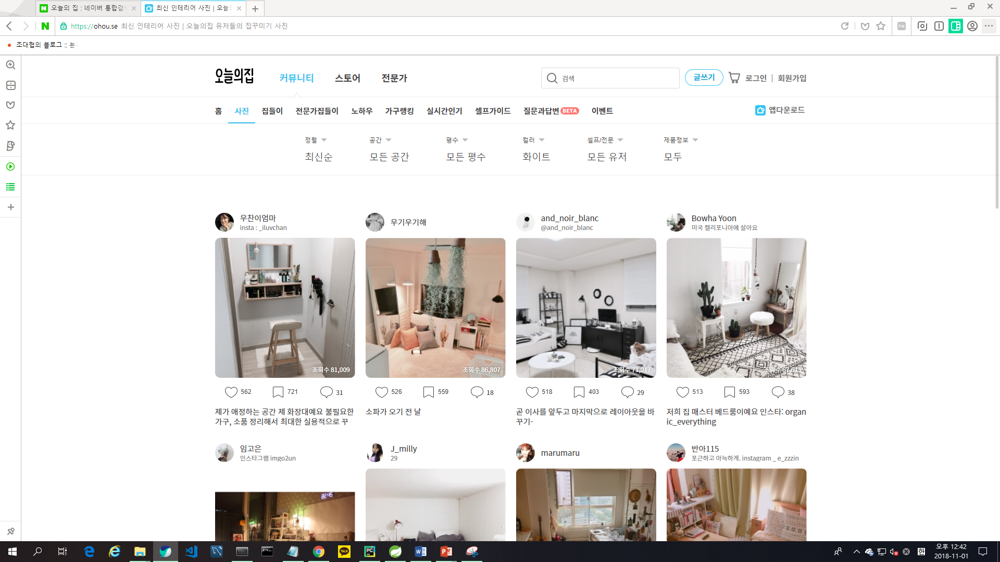 오늘의 집 : 네이버 통합검색
최신 인테리어 사진 | 오늘의
https://ohou.se 최신 인테리어 사진 | 오늘의집 유저들의 집꾸미기 사진
조대협의 블로그 :: 분
오늘의집
커뮤니티
스토어
전문가
검색
글쓰기
로그인 | 회원가입
홈
사진
집들이
전문가집들이
노하우
가구랭킹
실시간인기
셀프가이드
질문과답변 BETA
이벤트
앱다운로드
정렬
공간
평수
컬러
셀프/전문
제품정보
최신순
모든 공간
모든 평수
화이트
모든 유저
모두
우찬이엄마
insta : _iluvchan
우기우기해
and_noir_blanc
@and_noir_blanc
Bowha Yoon
미국 캘리포니아에 살아요
조회수 81,009
조회수 86,807
조회수 71,017
조회수 67,675
562
721
31
526
559
18
518
403
29
513
593
38
제가 애정하는 공간 제 화장대예요 불필요한
가구, 소품 정리해서 최대한 실용적으로 꾸
소파가 오기 전 날
곧 이사를 앞두고 마지막으로 레이아웃을 바
꾸기-
저희 집 매스터 베드룸이예요 인스타: organ
ic_everything
임고은
인스타그램 imgo2un
J_milly
29
marumaru
반아115
포근하고 아늑하게. instagram _ e_zzzin
02:45
TALK
PC
한
오후 12:42
2018-11-01